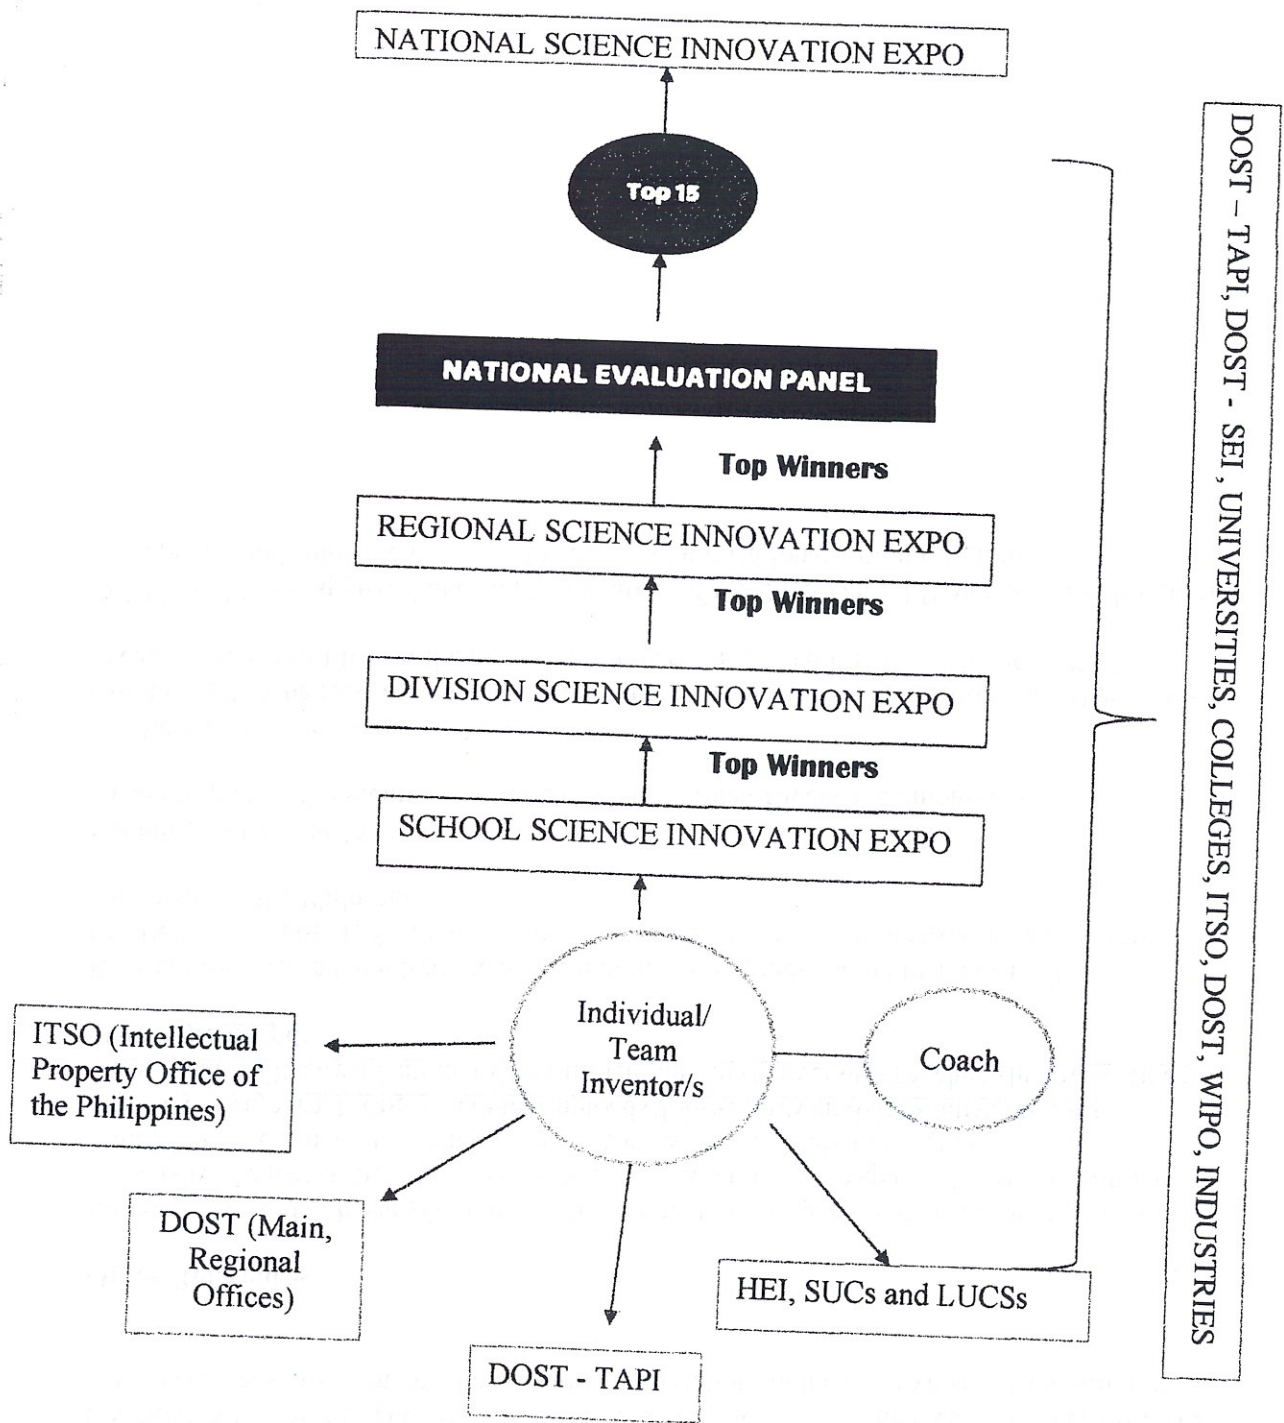 NATIONAL SCIENCE INNOVATION EXPO
Top 15
NATIONAL EVALUATION PANEL
Top Winners
REGIONAL SCIENCE INNOVATION EXPO
Top Winners
DIVISION SCIENCE INNOVATION EXPO
Top Winners
SCHOOL SCIENCE INNOVATION EXPO
Individual/
Team
Inventor/s
Coach
ITSO (Intellectual
Property Office of
the Philippines)
DOST (Main,
Regional
Offices)
DOST - TAPI
HEI, SUCs and LUCSs
DOST – TAPI, DOST - SEI , UNIVERSITIES, COLLEGES, ITSO, DOST, WIPO, INDUSTRIES